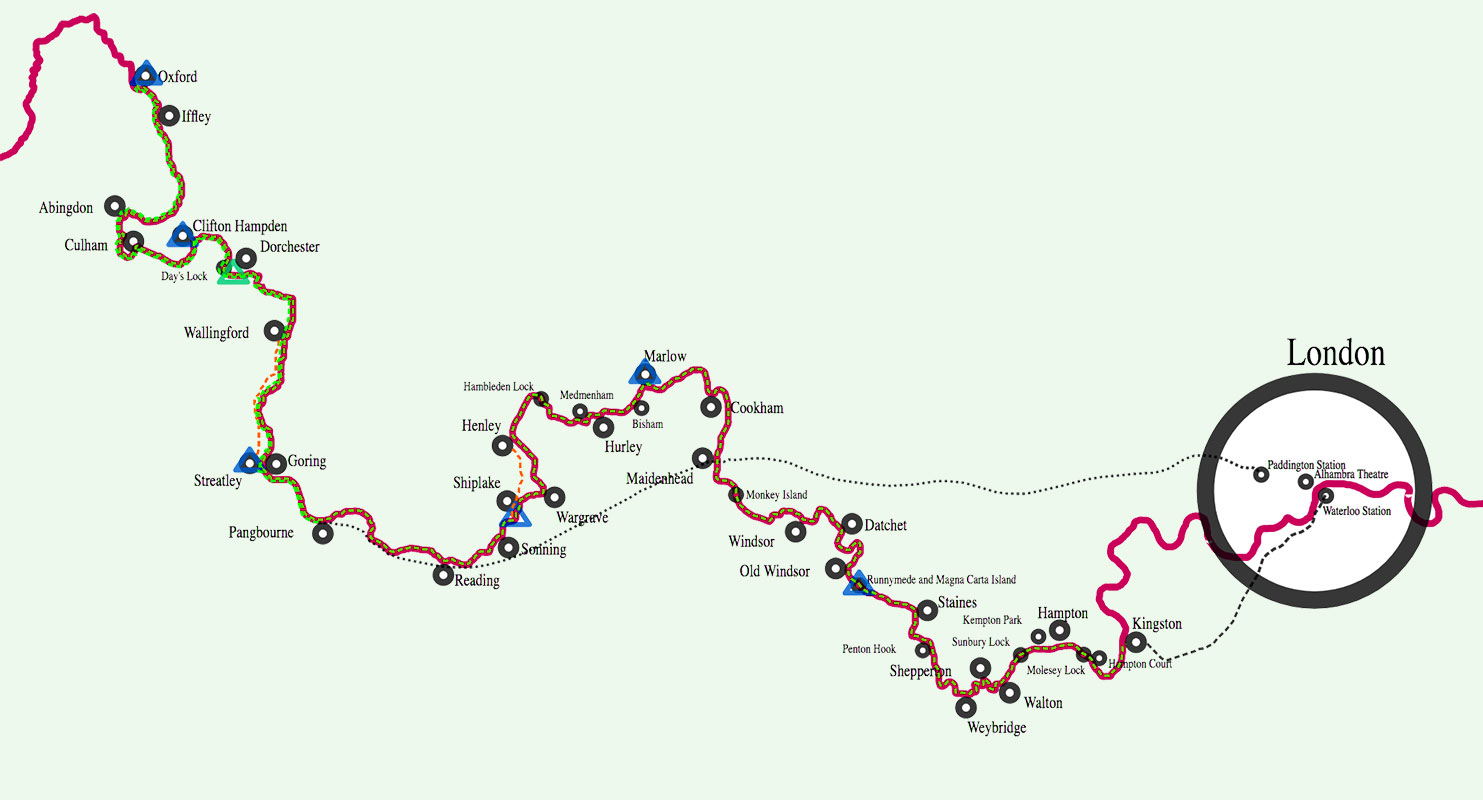 Oxford
Iffley
Abingdon
Clifton Hampden
Culham
Dorchester
Day's Lock
Wallingford
London
Marlow
Hambleden Lock
Medmenham
Cookham
Bisham
Henley
Hurley
Goring
Streatley
Paddington Station
Alhambra Theatre
Maidenhead
Shiplake
Monkey Island
Waterloo Station
Wargrave
Datchet
Pangbourne
Windsor
Sonning
Old Windsor
Reading
Runnymede and Magna Carta Island
Staines
Hampton
Kempton Park
Kingston
Sunbury Lock
Penton Hook
Hampton Court
Shepperton
Molesey Lock
Walton
Weybridge